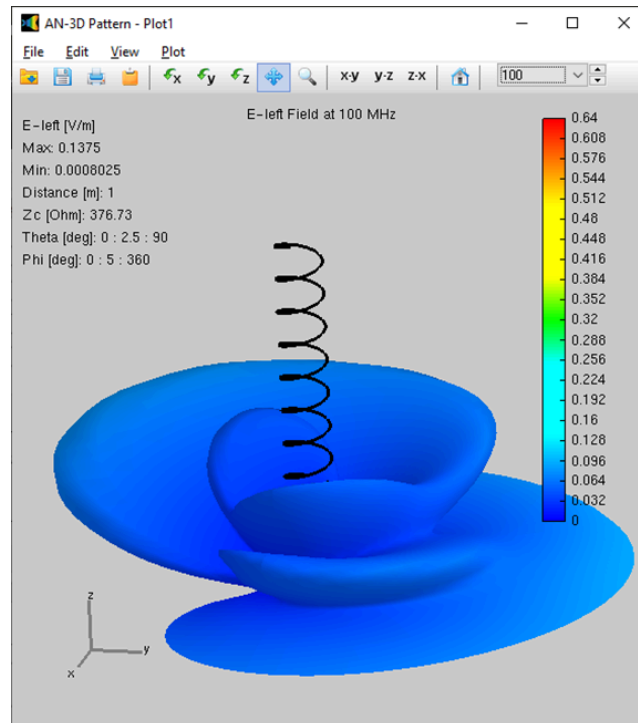 AN-3D Pattern - Plot1
File Edit View Plot
x y z x-y y-z z-x 100
E-left Field at 100 MHz
E-left [V/m]
Max: 0.1375
Min: 0.0008025
Distance [m]: 1
Zc [Ohm]: 376.73
Theta [deg]: 0 : 2.5 : 90
Phi [deg]: 0 : 5 : 360
0.64
0.608
0.576
0.544
0.512
0.48
0.448
0.416
0.384
0.352
0.32
0.288
0.256
0.224
0.192
0.16
0.128
0.096
0.064
0.032
0
z
y
x